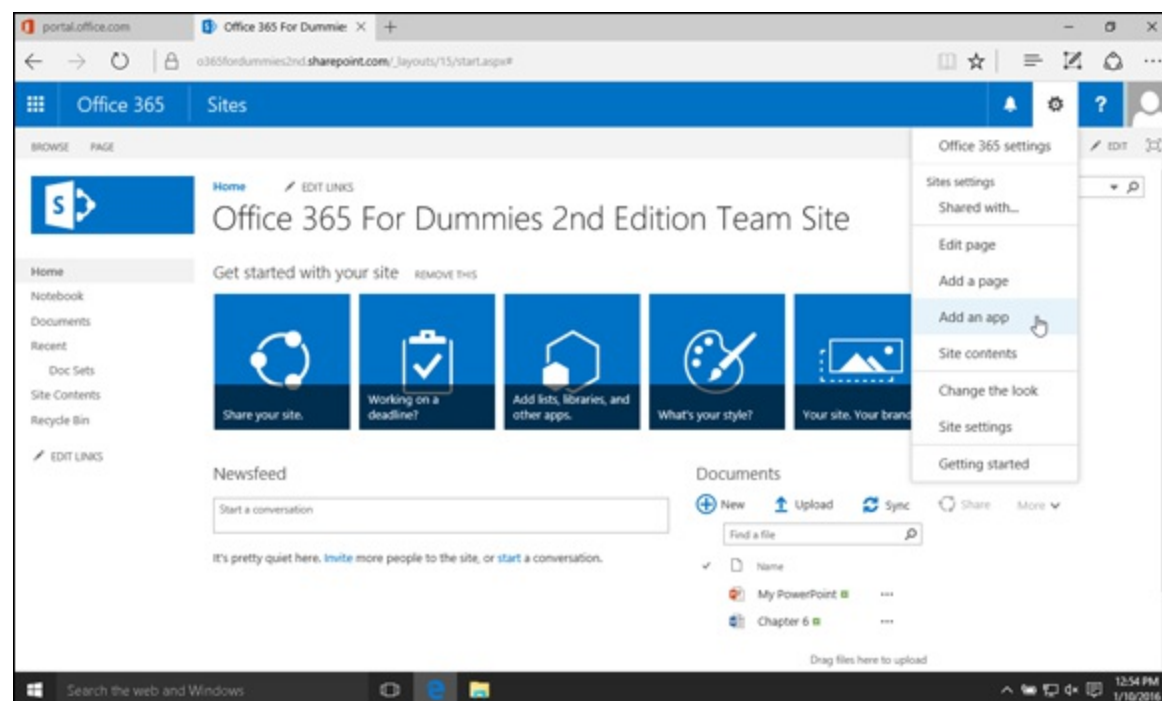 portal.office.com
Office 365 For Dummie
o365fordummies2nd.sharepoint.com/_layouts/15/start.aspx#
Office 365
Sites
?
BROWSE PAGE
Office 365 settings
EDIT
S
Home EDIT LINKS
Sites settings
Shared with...
Office 365 For Dummies 2nd Edition Team Site
Edit page
Add a page
Add an app
Site contents
Change the look
Site settings
Getting started
Home
Notebook
Documents
Recent
Doc Sets
Site Contents
Recycle Bin
EDIT LINKS
Get started with your site REMOVE THIS
Share your site.
Working on a
deadline?
Add lists, libraries, and
other apps.
What's your style?
Your site. Your brand
Newsfeed
Start a conversation
It's pretty quiet here. Invite more people to the site, or start a conversation.
Documents
New Upload Sync Share More
Find a file
Name
My PowerPoint
Chapter 6
Drag files here to upload
Search the web and Windows
12:54 PM
1/10/2016